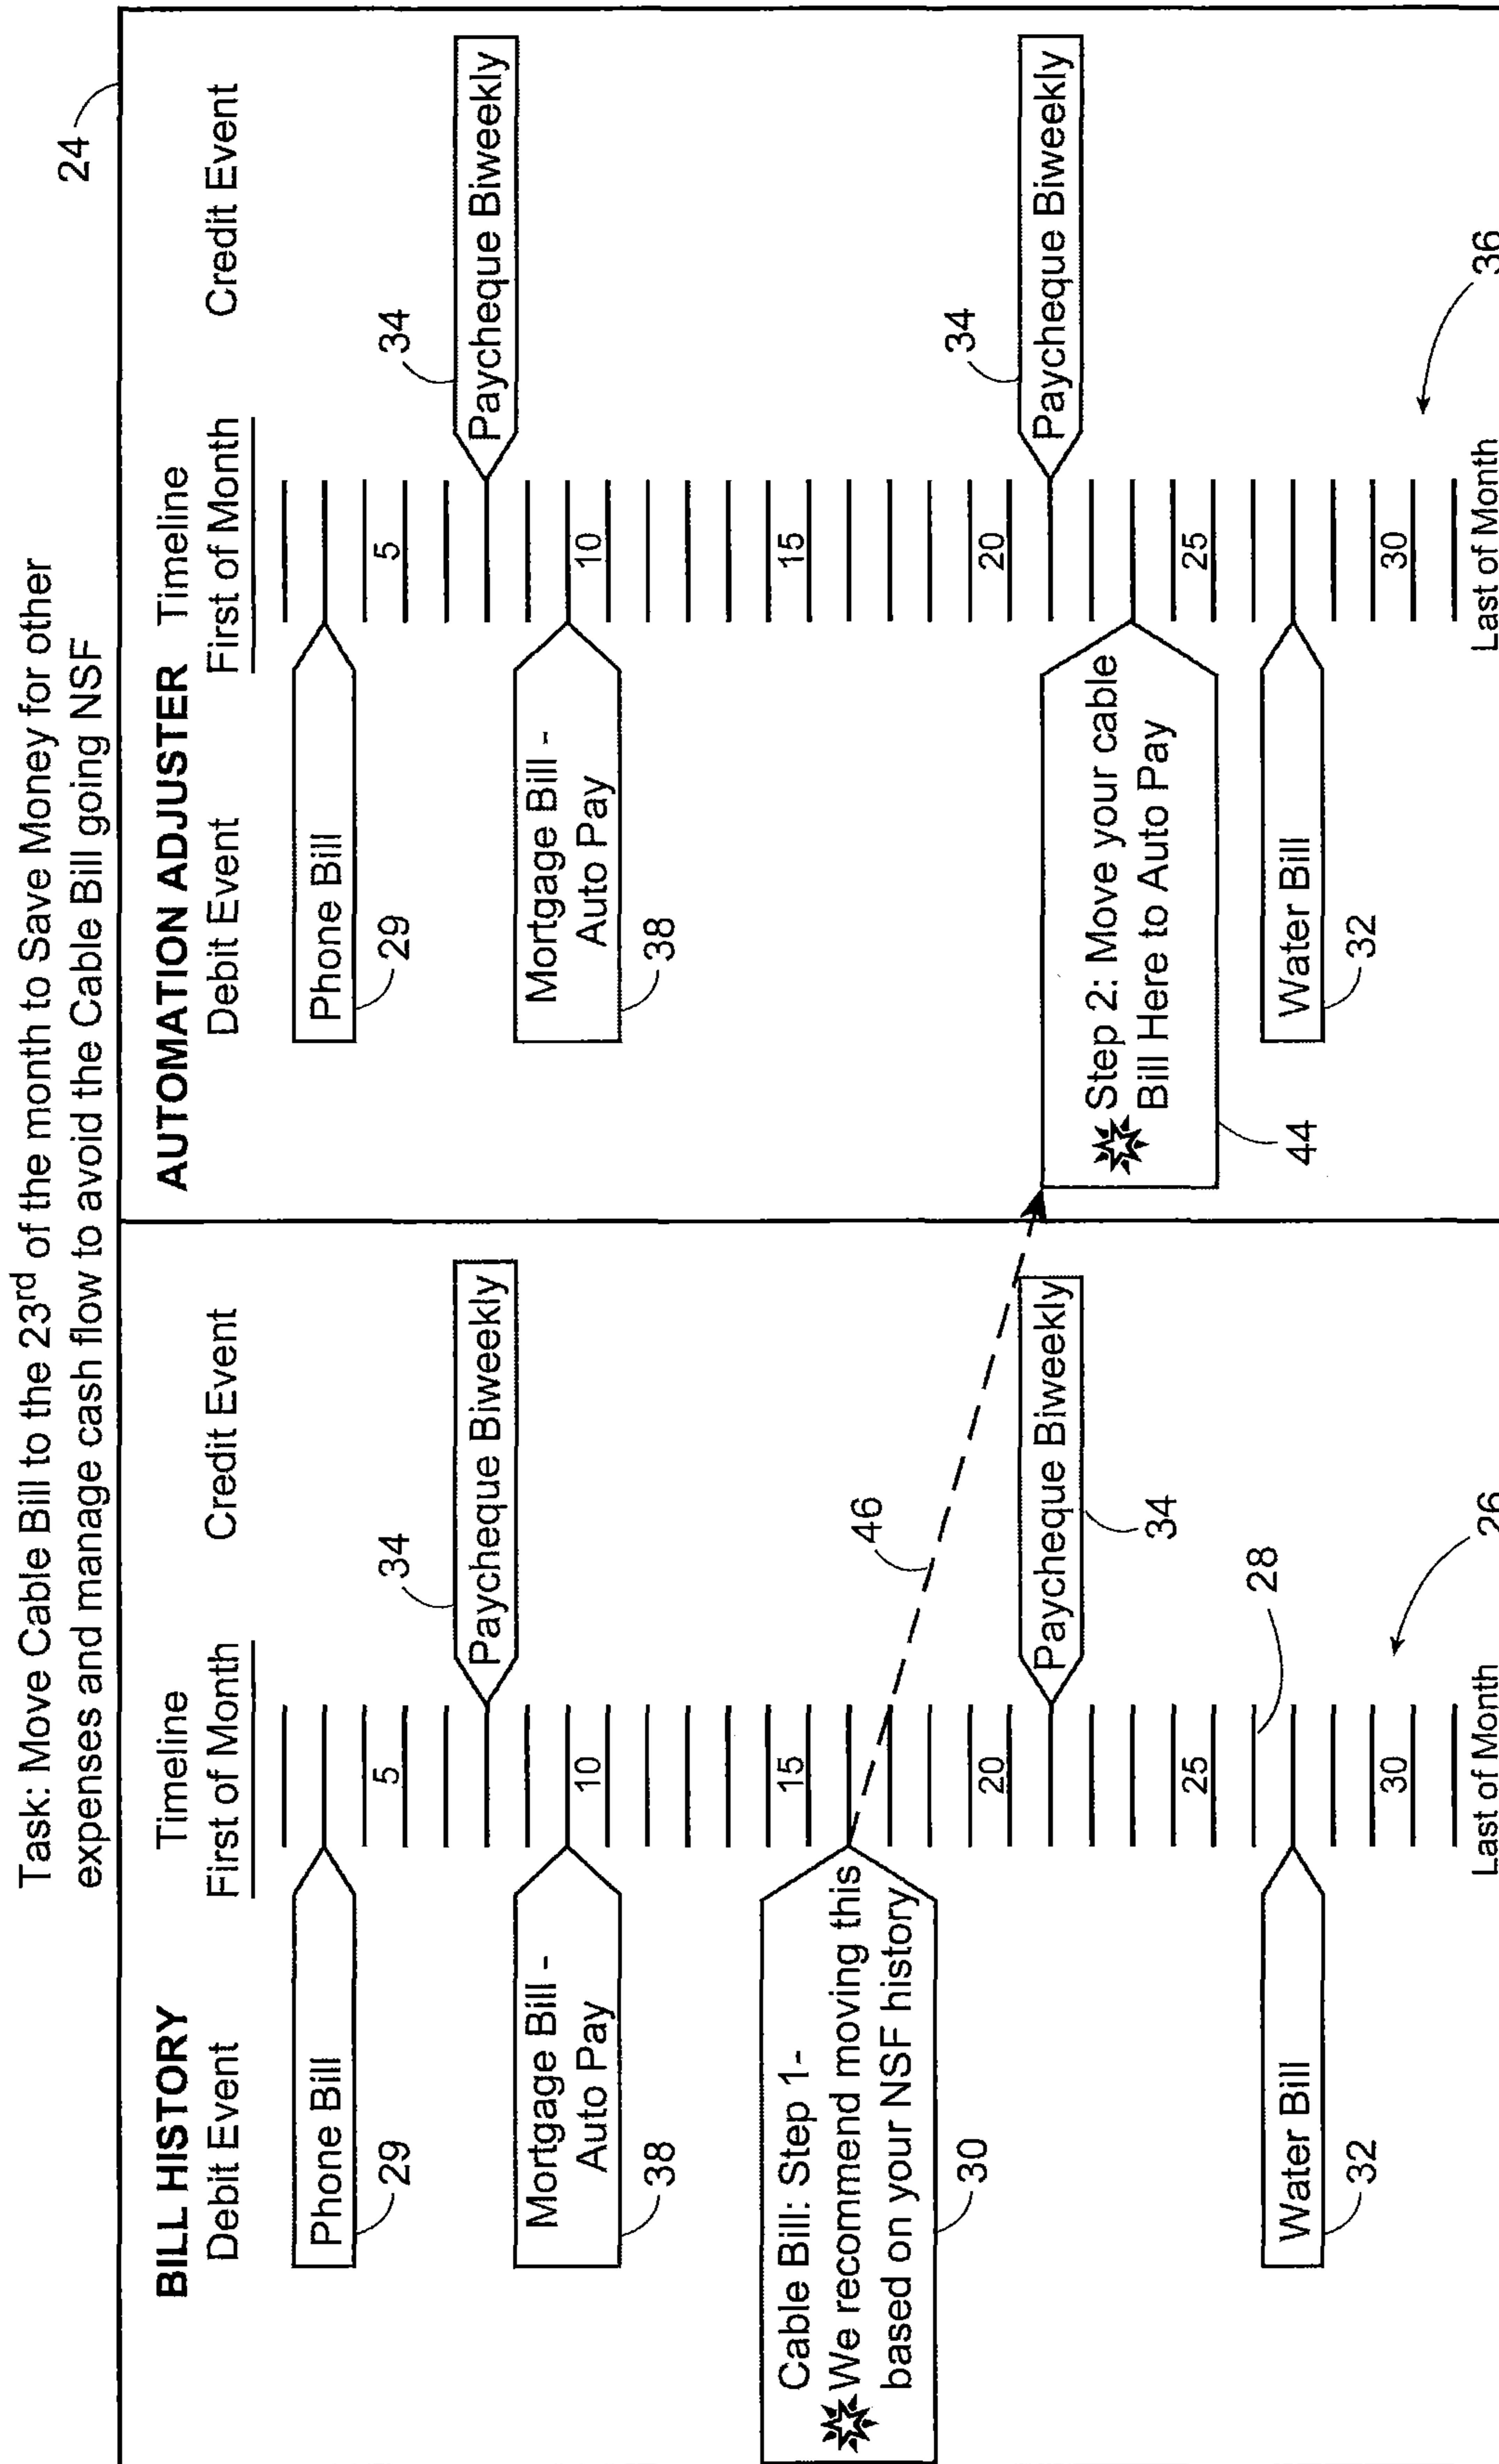 Task: Move Cable Bill to the 23rd of the month to Save Money for other
expenses and manage cash flow to avoid the Cable Bill going NSF
24
BILL HISTORY
Debit Event
Timeline
First of Month
Credit Event
Phone Bill
29
5
34
Paycheque Biweekly
Mortgage Bill -
Auto Pay
38
10
Cable Bill: Step 1-
We recommend moving this
based on your NSF history
30
15
46
20
Paycheque Biweekly
34
25
28
Water Bill
32
30
26
Last of Month
AUTOMATION ADJUSTER
Debit Event
Timeline
First of Month
Credit Event
Phone Bill
29
5
34
Paycheque Biweekly
Mortgage Bill -
Auto Pay
38
10
15
20
34
Paycheque Biweekly
Step 2: Move your cable
Bill Here to Auto Pay
44
25
Water Bill
32
30
36
Last of Month